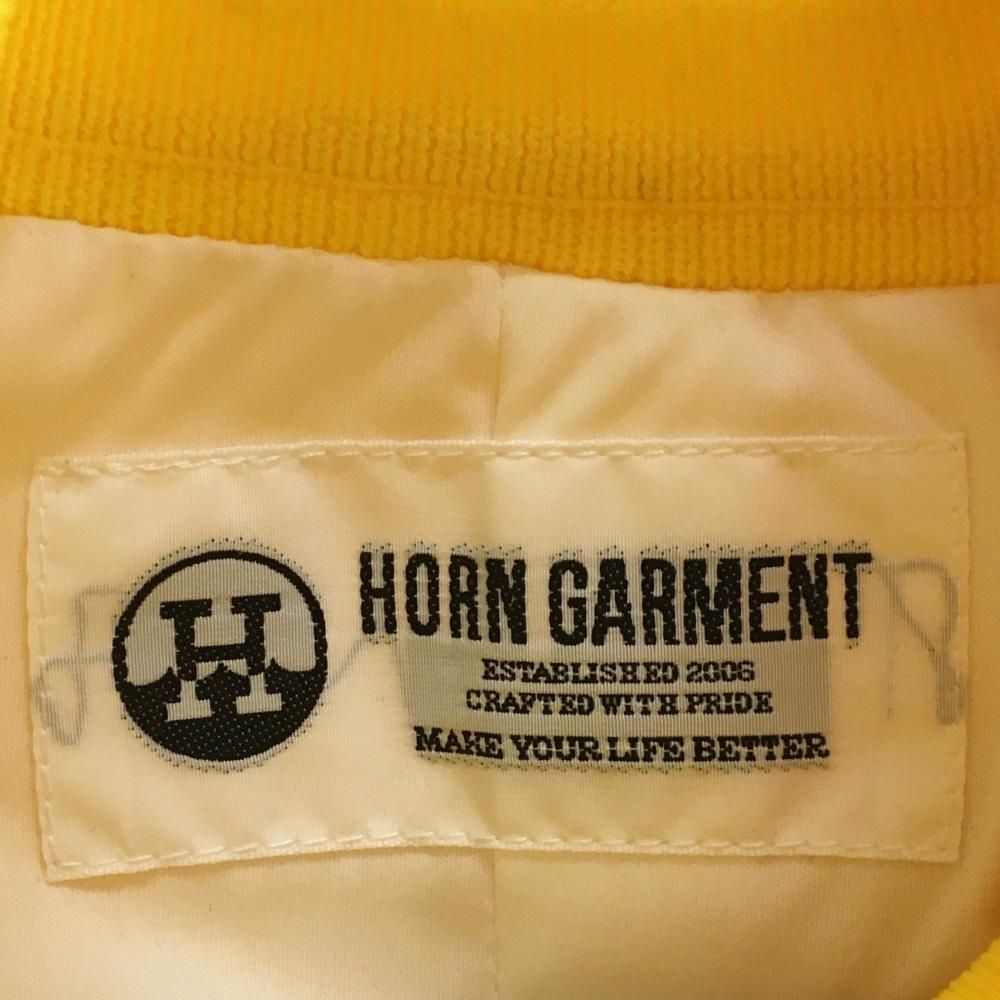 H
HORN GARMENT
ESTABLISHED 2006
CRAFTED WITH PRIDE
MAKE YOUR LIFE BETTER